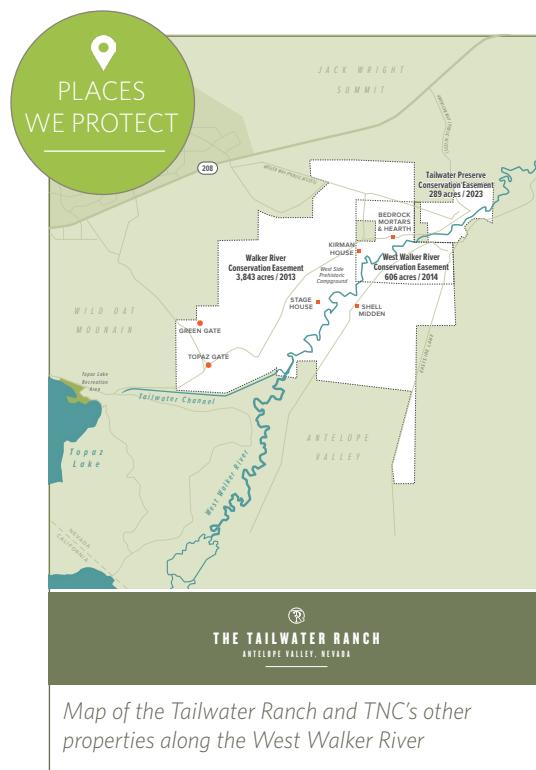 PLACES
WE PROTECT
JACK WRIGHT
SUMMIT
208
Tailwater Preserve
Conservation Easement
289 acres / 2023
BEDROCK
MORTARS
& HEARTH
KIRMAN
HOUSE
Walker River
Conservation Easement
3,843 acres / 2013
West Walker River
Conservation Easement
606 acres / 2014
West Side
Prehistoric
Campground
STAGE
HOUSE
SHELL
MIDDEN
WILD OAT
MOUNRAIN
GREEN GATE
TOPAZ GATE
EASTSIDE LANE
Topaz Lake
Recreation
Area
Tailwater Channel
Topaz
Lake
ANTELOPE
VALLEY
West Walker River
NEVADA
CALIFORNIA
THE TAILWATER RANCH
ANTELOPE VALLEY, NEVADA
Map of the Tailwater Ranch and TNC's other
properties along the West Walker River